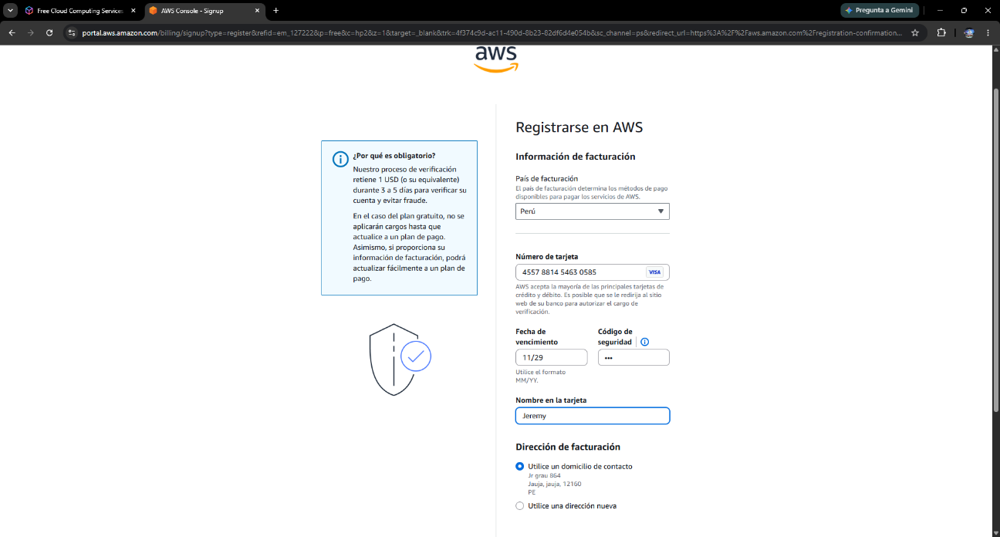 Free Cloud Computing Services
AWS Console - Signup
Pregunta a Gemini
portal.aws.amazon.com/billing/signup?type=register&refid=em_127222&p=free&c=hp2&z=1&target=_blank&trk=4f374c9d-ac11-490d-8b23-82df6d4e054b&sc_channel=ps&redirect_url=https%3A%2F%2Faws.amazon.com%2Fregistration-confirmation...
aws
¿Por qué es obligatorio?
Nuestro proceso de verificación
retiene 1 USD (o su equivalente)
durante 3 a 5 días para verificar su
cuenta y evitar fraude.
En el caso del plan gratuito, no se
aplicarán cargos hasta que
actualice a un plan de pago.
Asimismo, si proporciona su
información de facturación, podrá
actualizar fácilmente a un plan de
pago.
Registrarse en AWS
Información de facturación
País de facturación
El país de facturación determina los métodos de pago
disponibles para pagar los servicios de AWS.
Perú
Número de tarjeta
4557 8814 5463 0585 VISA
AWS acepta la mayoría de las principales tarjetas de
crédito y débito. Es posible que se le redirija al sitio
web de su banco para autorizar el cargo de
verificación.
Fecha de
vencimiento
11/29
Utilice el formato
MM/YY.
Código de
seguridad
•••
Nombre en la tarjeta
Jeremy
Dirección de facturación
Utilice un domicilio de contacto
Jr grau 864
Jauja, jauja, 12160
PE
Utilice una dirección nueva